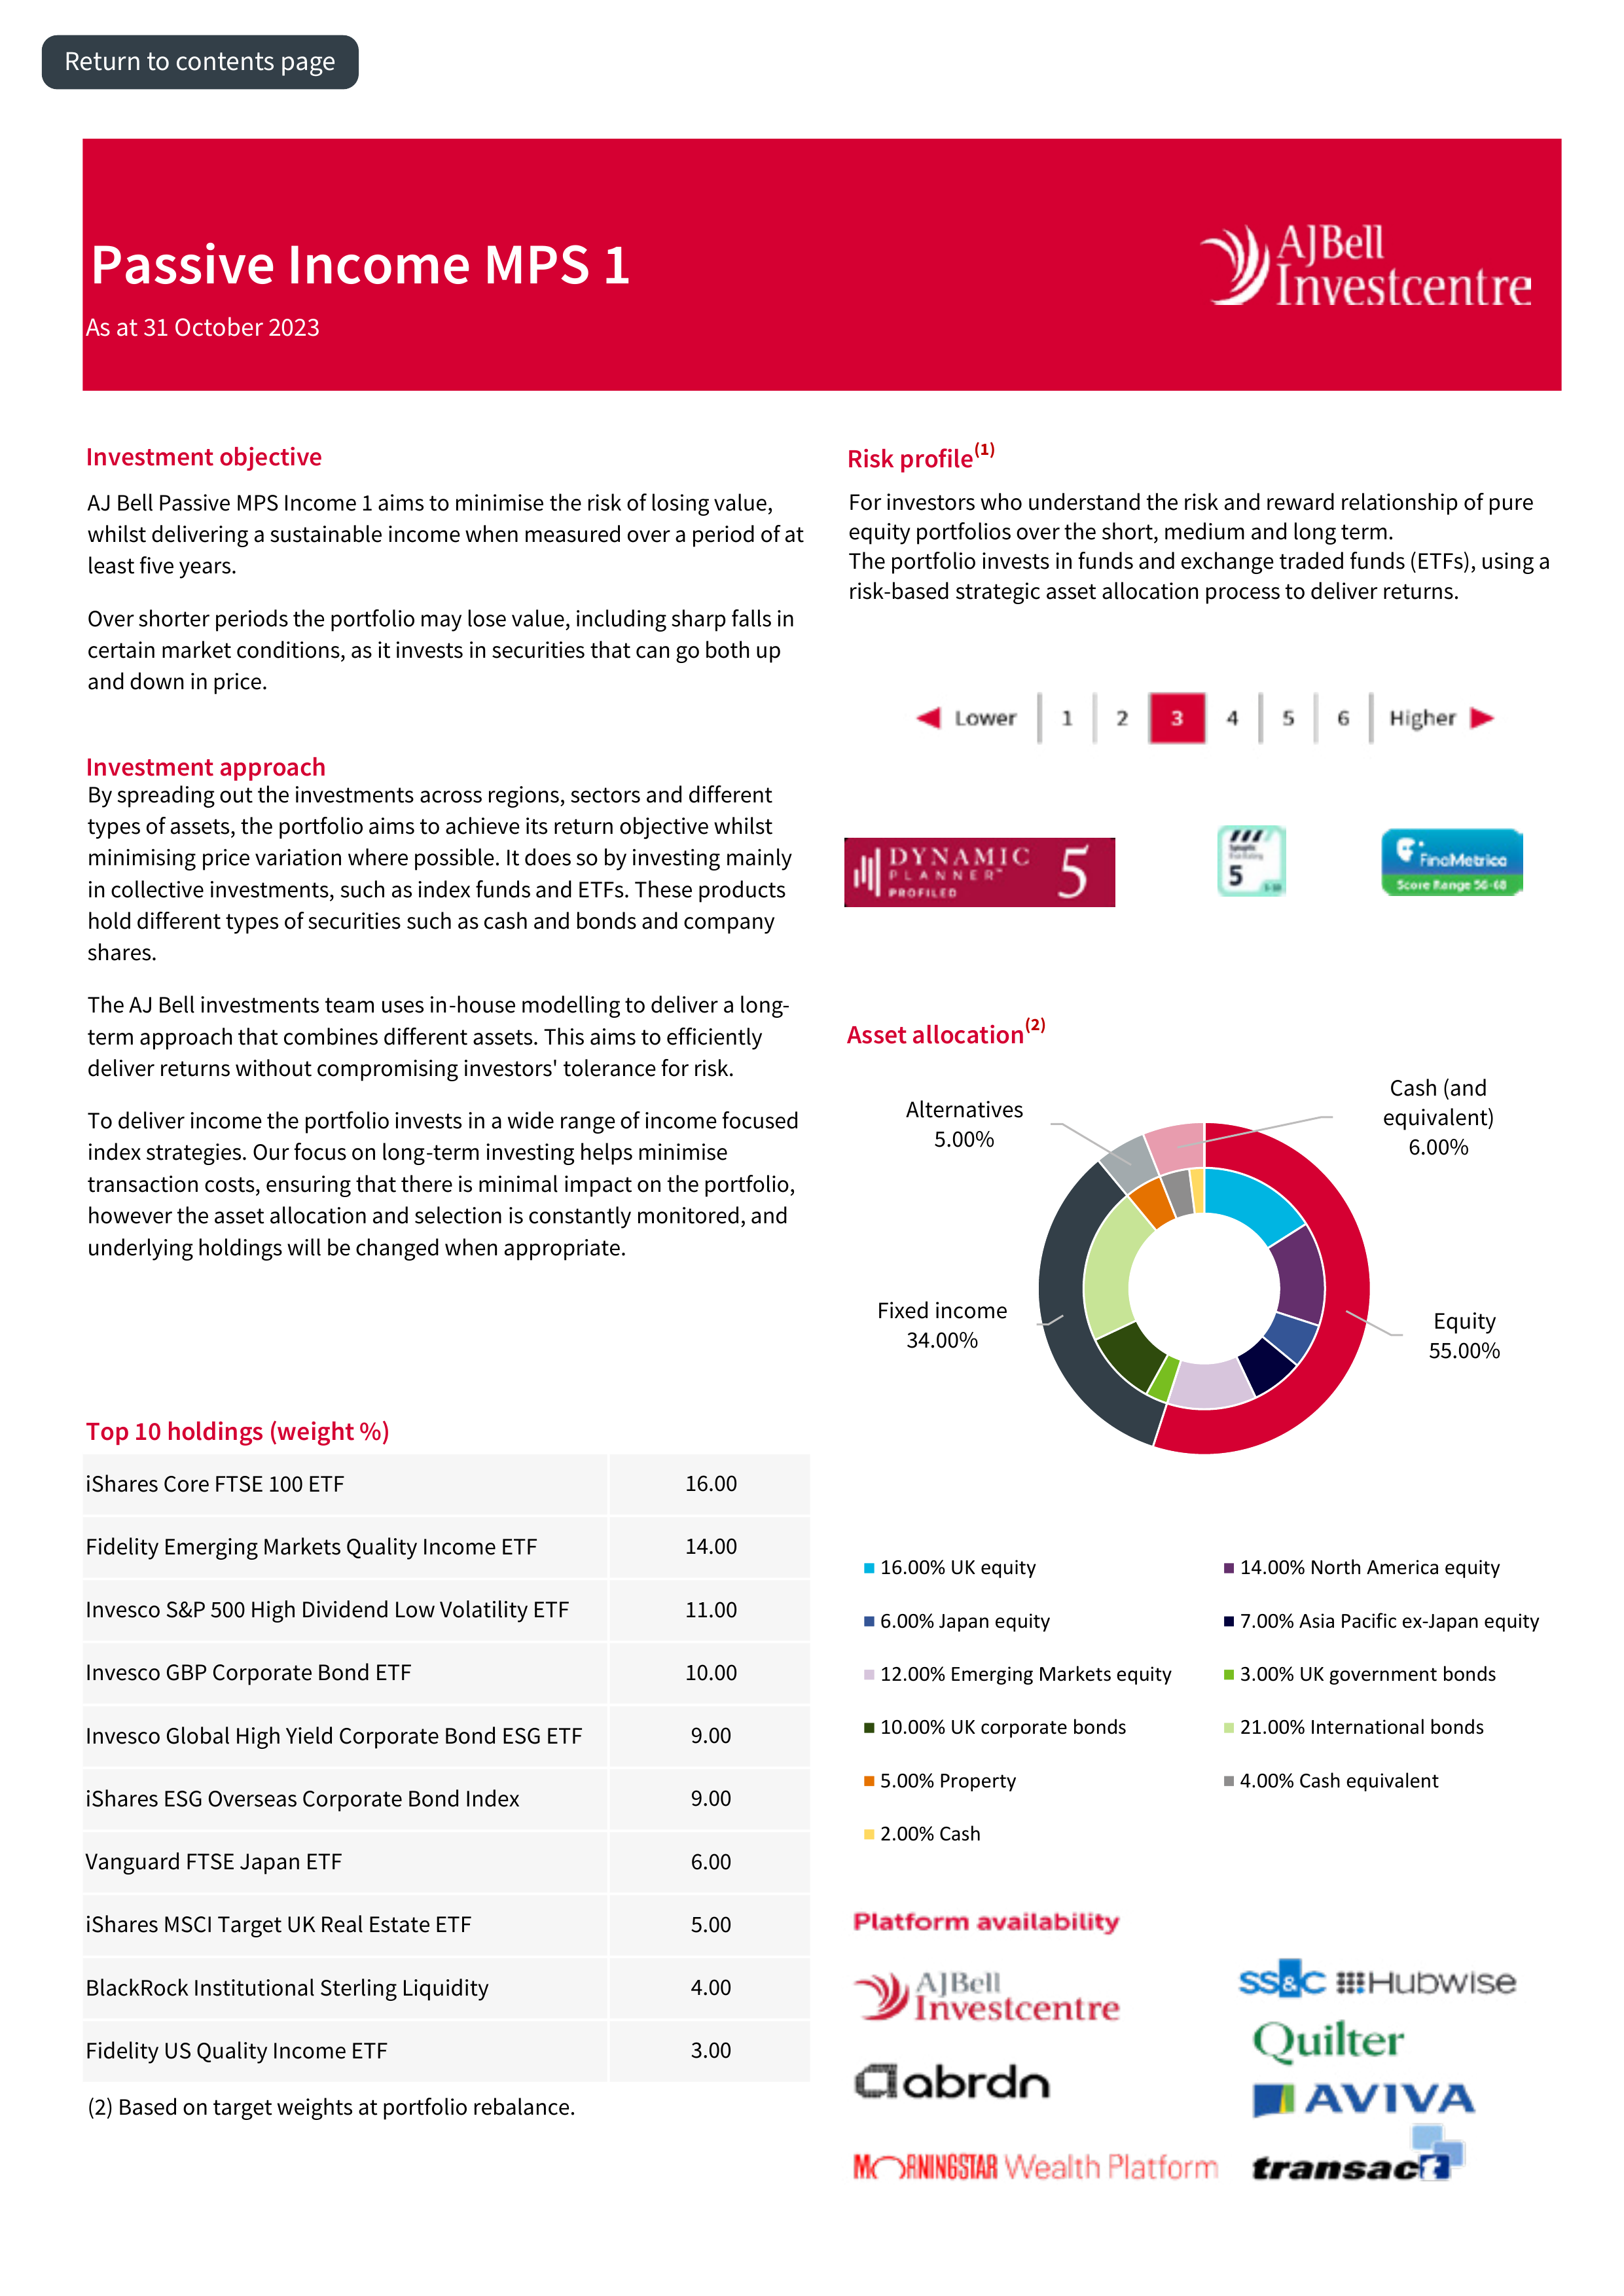 Return to contents page
Passive Income MPS 1
As at 31 October 2023
AJBell
Investcentre
Investment objective
AJ Bell Passive MPS Income 1 aims to minimise the risk of losing value,
whilst delivering a sustainable income when measured over a period of at
least five years.
Over shorter periods the portfolio may lose value, including sharp falls in
certain market conditions, as it invests in securities that can go both up
and down in price.
Investment approach
By spreading out the investments across regions, sectors and different
types of assets, the portfolio aims to achieve its return objective whilst
minimising price variation where possible. It does so by investing mainly
in collective investments, such as index funds and ETFs. These products
hold different types of securities such as cash and bonds and company
shares.
The AJ Bell investments team uses in-house modelling to deliver a long-
term approach that combines different assets. This aims to efficiently
deliver returns without compromising investors' tolerance for risk.
To deliver income the portfolio invests in a wide range of income focused
index strategies. Our focus on long-term investing helps minimise
transaction costs, ensuring that there is minimal impact on the portfolio,
however the asset allocation and selection is constantly monitored, and
underlying holdings will be changed when appropriate.
Top 10 holdings (weight %)
iShares Core FTSE 100 ETF 16.00
Fidelity Emerging Markets Quality Income ETF 14.00
Invesco S&P 500 High Dividend Low Volatility ETF 11.00
Invesco GBP Corporate Bond ETF 10.00
Invesco Global High Yield Corporate Bond ESG ETF 9.00
iShares ESG Overseas Corporate Bond Index 9.00
Vanguard FTSE Japan ETF 6.00
iShares MSCI Target UK Real Estate ETF 5.00
BlackRock Institutional Sterling Liquidity 4.00
Fidelity US Quality Income ETF 3.00
(2) Based on target weights at portfolio rebalance.
Risk profile(1)
For investors who understand the risk and reward relationship of pure
equity portfolios over the short, medium and long term.
The portfolio invests in funds and exchange traded funds (ETFs), using a
risk-based strategic asset allocation process to deliver returns.
Lower 1 2 3 4 5 6 Higher
DYNAMIC
PLANNER™
PROFILED
5
5
FinaMetrica
Score Range 56-68
Asset allocation(2)
Alternatives
5.00%
Cash (and
equivalent)
6.00%
Fixed income
34.00%
Equity
55.00%
16.00% UK equity
14.00% North America equity
6.00% Japan equity
7.00% Asia Pacific ex-Japan equity
12.00% Emerging Markets equity
3.00% UK government bonds
10.00% UK corporate bonds
21.00% International bonds
5.00% Property
4.00% Cash equivalent
2.00% Cash
Platform availability
AJBell
Investcentre
SS&C Hubwise
Quilter
abrdn
AVIVA
MORNINGSTAR Wealth Platform
transact